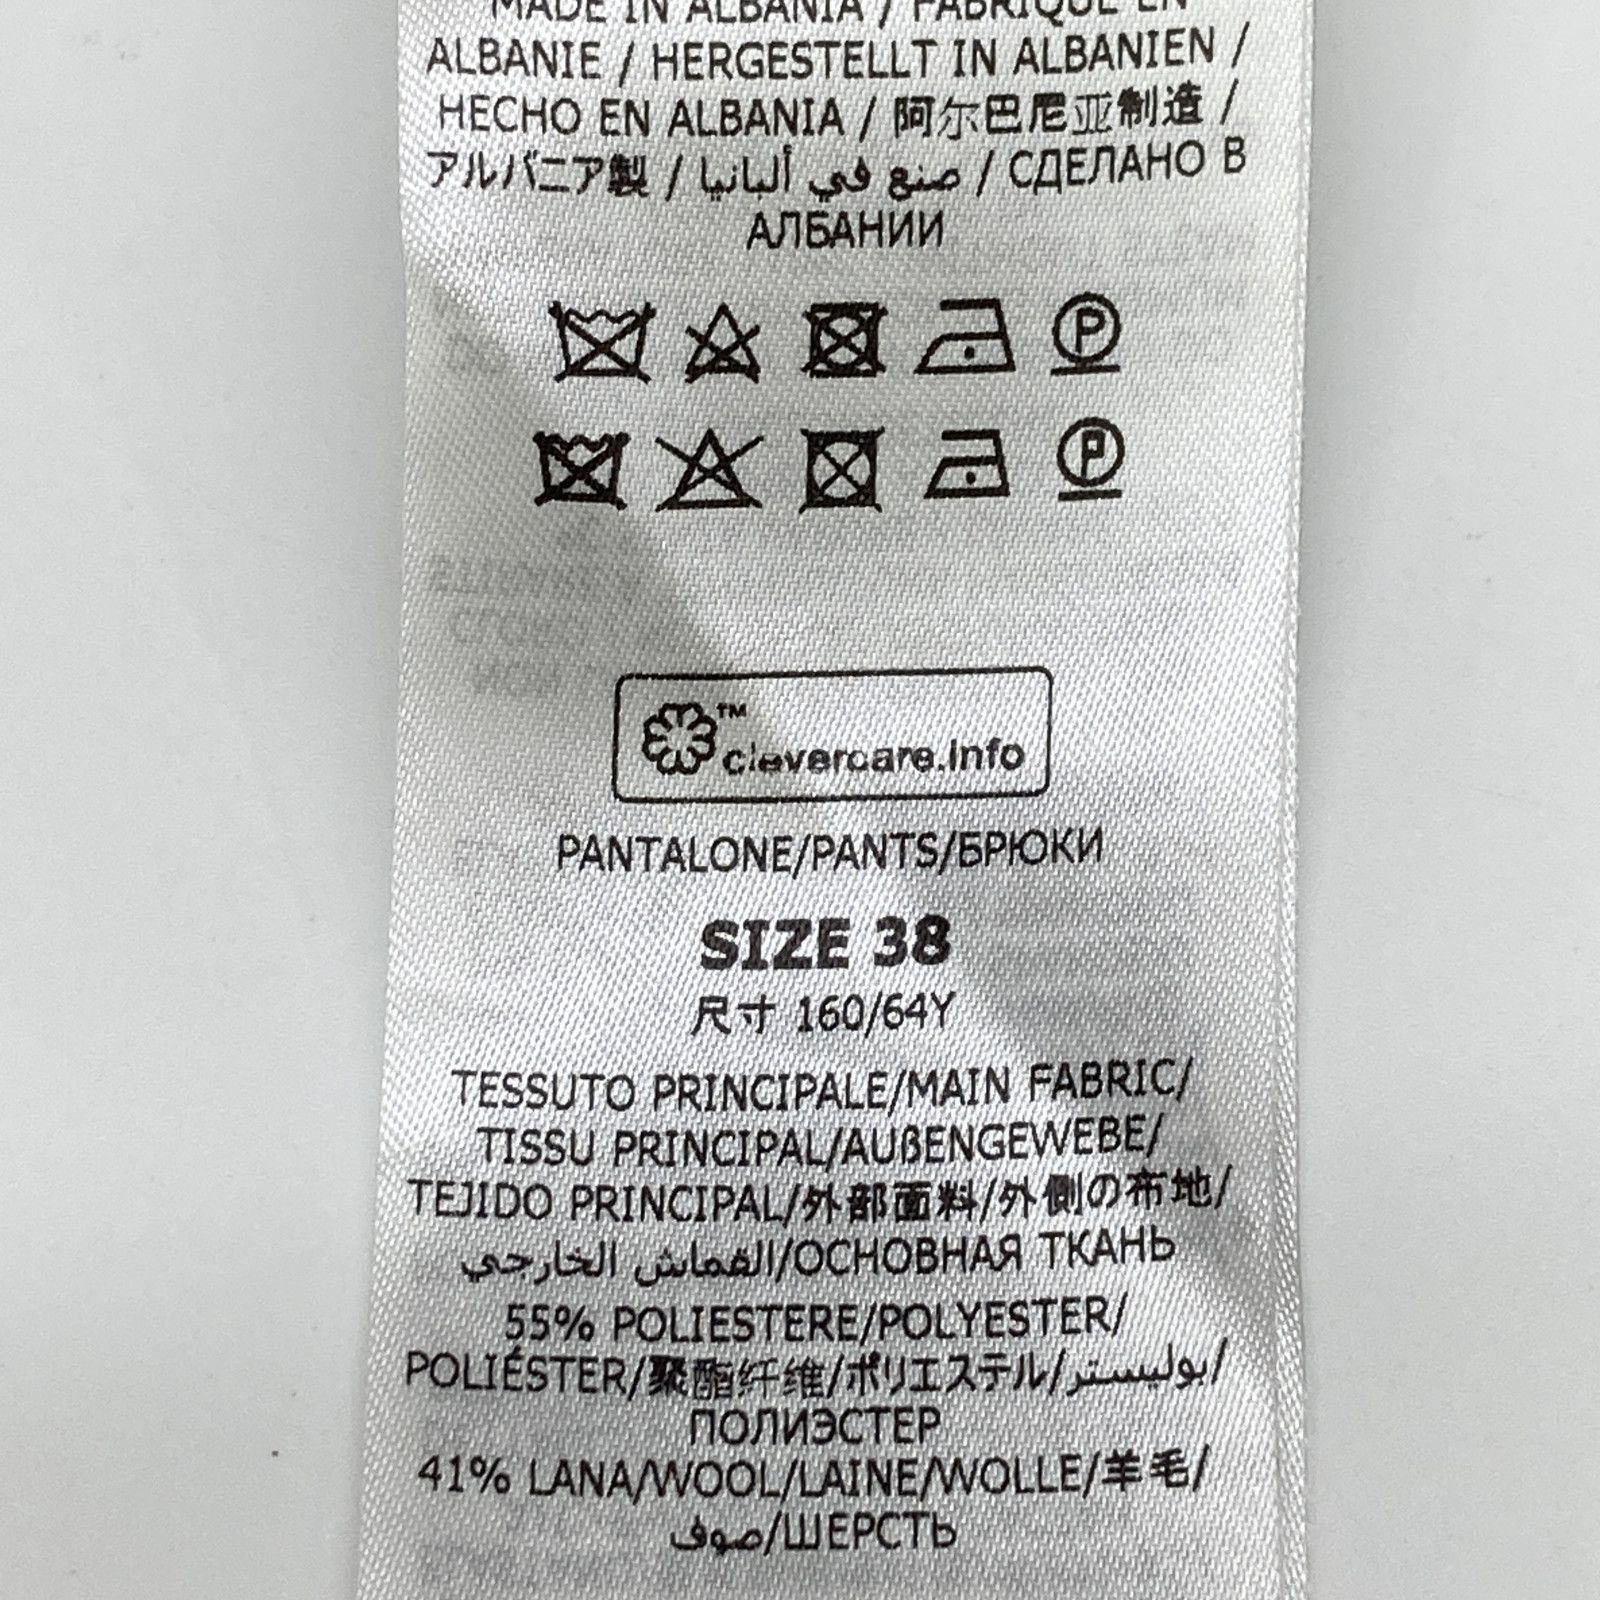 MADE IN ALBANIA / FABRIQUÉ EN
ALBANIE / HERGESTELLT IN ALBANIEN /
HECHO EN ALBANIA / 阿尔巴尼亚制造 /
アルバニア製 / صنع في ألبانيا / СДЕЛАНО В
АЛБАНИИ
P
P
™
clevercare.info
PANTALONE/PANTS/БРЮКИ
SIZE 38
尺寸 160/64Y
TESSUTO PRINCIPALE/MAIN FABRIC/
TISSU PRINCIPAL/AUßENGEWEBE/
TEJIDO PRINCIPAL/外部面料/外側の布地/
القماش الخارجي/ОСНОВНАЯ ТКАНЬ
55% POLIESTERE/POLYESTER/
POLIÉSTER/聚酯纤维/ポリエステル/بوليستر/
ПОЛИЭСТЕР
41% LANA/WOOL/LAINE/WOLLE/羊毛/
صوف/ШЕРСТЬ